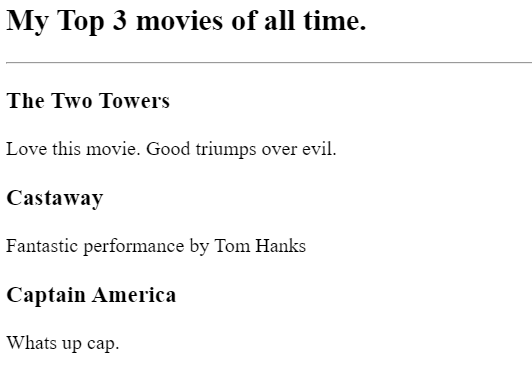 My Top 3 movies of all time.
The Two Towers
Love this movie. Good triumps over evil.
Castaway
Fantastic performance by Tom Hanks
Captain America
Whats up cap.